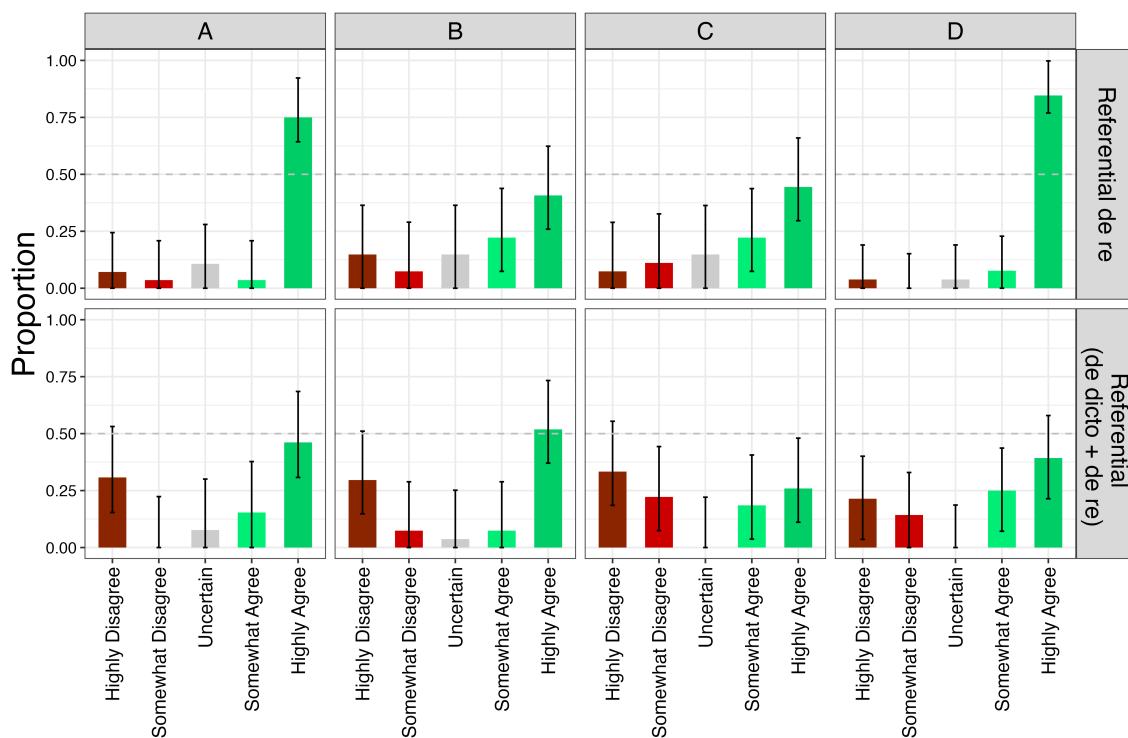 A
B
C
D
Proportion
1.00
0.75
0.50
0.25
0.00
Referential de re
1.00
0.75
0.50
0.25
0.00
Referential
(de dicto + de re)
Highly Disagree
Somewhat Disagree
Uncertain
Somewhat Agree
Highly Agree
Highly Disagree
Somewhat Disagree
Uncertain
Somewhat Agree
Highly Agree
Highly Disagree
Somewhat Disagree
Uncertain
Somewhat Agree
Highly Agree
Highly Disagree
Somewhat Disagree
Uncertain
Somewhat Agree
Highly Agree